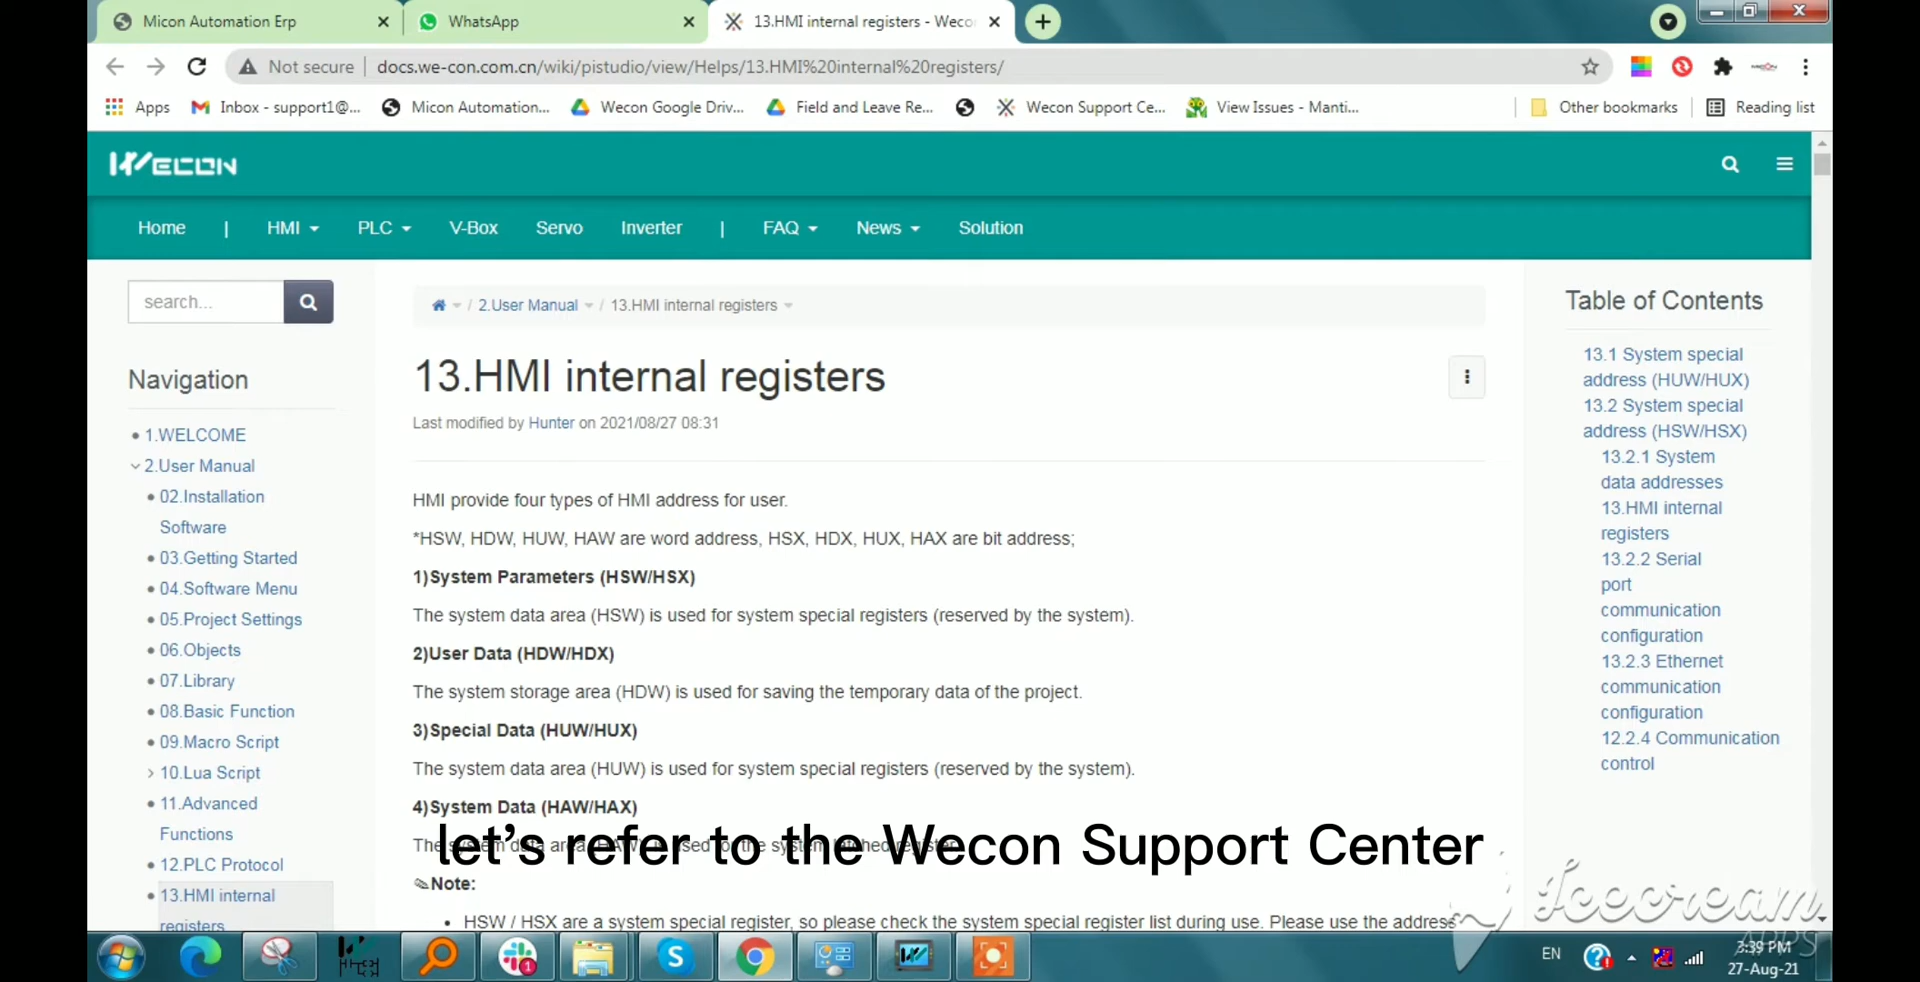 Micon Automation Erp
WhatsApp
13.HMI internal registers - Weco
Not secure
docs.we-con.com.cn/wiki/pistudio/view/Helps/13.HMI%20internal%20registers/
Apps
Inbox - support1@...
Micon Automation...
Wecon Google Driv...
Field and Leave Re...
Wecon Support Ce...
View Issues - Manti...
Other bookmarks
Reading list
WECON
Home | HMI PLC V-Box Servo Inverter | FAQ News Solution
search...
Navigation
1.WELCOME
2.User Manual
02.Installation
Software
03.Getting Started
04.Software Menu
05.Project Settings
06.Objects
07.Library
08.Basic Function
09.Macro Script
10.Lua Script
11.Advanced
Functions
12.PLC Protocol
13.HMI internal
registers
/ 2.User Manual / 13.HMI internal registers
13.HMI internal registers
Last modified by Hunter on 2021/08/27 08:31
HMI provide four types of HMI address for user.
*HSW, HDW, HUW, HAW are word address, HSX, HDX, HUX, HAX are bit address;
1)System Parameters (HSW/HSX)
The system data area (HSW) is used for system special registers (reserved by the system).
2)User Data (HDW/HDX)
The system storage area (HDW) is used for saving the temporary data of the project.
3)Special Data (HUW/HUX)
The system data area (HUW) is used for system special registers (reserved by the system).
4)System Data (HAW/HAX)
let's refer to the Wecon Support Center
✎Note:
• HSW / HSX are a system special register, so please check the system special register list during use. Please use the address
Table of Contents
13.1 System special
address (HUW/HUX)
13.2 System special
address (HSW/HSX)
13.2.1 System
data addresses
13.HMI internal
registers
13.2.2 Serial
port
communication
configuration
13.2.3 Ethernet
communication
configuration
12.2.4 Communication
control
Icecream
APPS
EN
3:39 PM
27-Aug-21